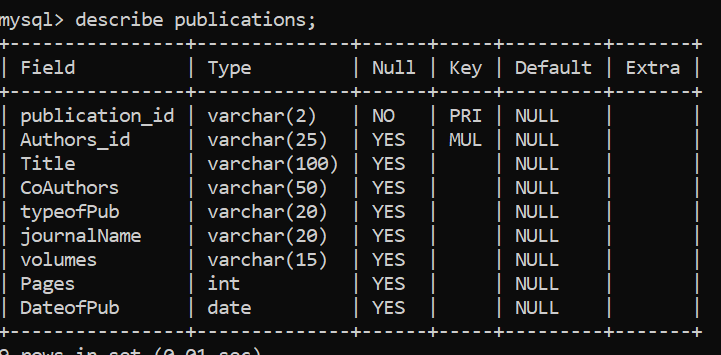 mysql> describe publications;
+----------------+--------------+------+-----+---------+-------+
| Field          | Type         | Null | Key | Default | Extra |
+----------------+--------------+------+-----+---------+-------+
| publication_id | varchar(2)   | NO   | PRI | NULL    |       |
| Authors_id     | varchar(25)  | YES  | MUL | NULL    |       |
| Title          | varchar(100) | YES  |     | NULL    |       |
| CoAuthors      | varchar(50)  | YES  |     | NULL    |       |
| typeofPub      | varchar(20)  | YES  |     | NULL    |       |
| journalName    | varchar(20)  | YES  |     | NULL    |       |
| volumes        | varchar(15)  | YES  |     | NULL    |       |
| Pages          | int          | YES  |     | NULL    |       |
| DateofPub      | date         | YES  |     | NULL    |       |
+----------------+--------------+------+-----+---------+-------+
9 rows in set (0.01 sec)